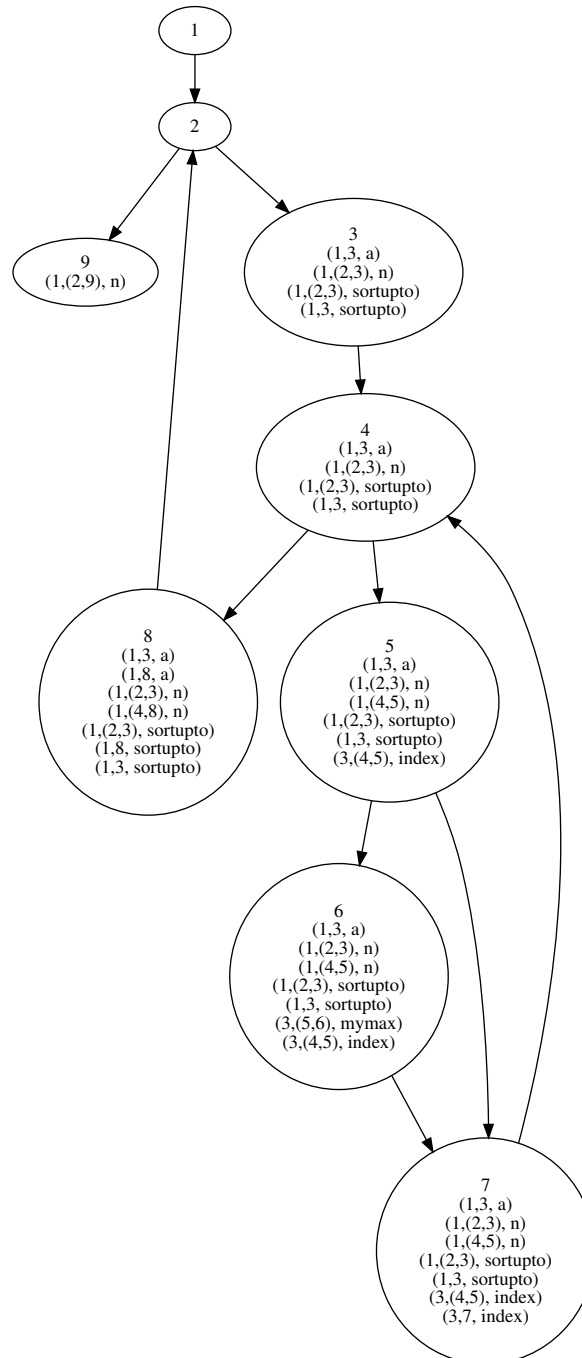 1
2
9
(1,(2,9), n)
3
(1,3, a)
(1,(2,3), n)
(1,(2,3), sortupto)
(1,3, sortupto)
4
(1,3, a)
(1,(2,3), n)
(1,(2,3), sortupto)
(1,3, sortupto)
8
(1,3, a)
(1,8, a)
(1,(2,3), n)
(1,(4,8), n)
(1,(2,3), sortupto)
(1,8, sortupto)
(1,3, sortupto)
5
(1,3, a)
(1,(2,3), n)
(1,(4,5), n)
(1,(2,3), sortupto)
(1,3, sortupto)
(3,(4,5), index)
6
(1,3, a)
(1,(2,3), n)
(1,(4,5), n)
(1,(2,3), sortupto)
(1,3, sortupto)
(3,(5,6), mymax)
(3,(4,5), index)
7
(1,3, a)
(1,(2,3), n)
(1,(4,5), n)
(1,(2,3), sortupto)
(1,3, sortupto)
(3,(4,5), index)
(3,7, index)